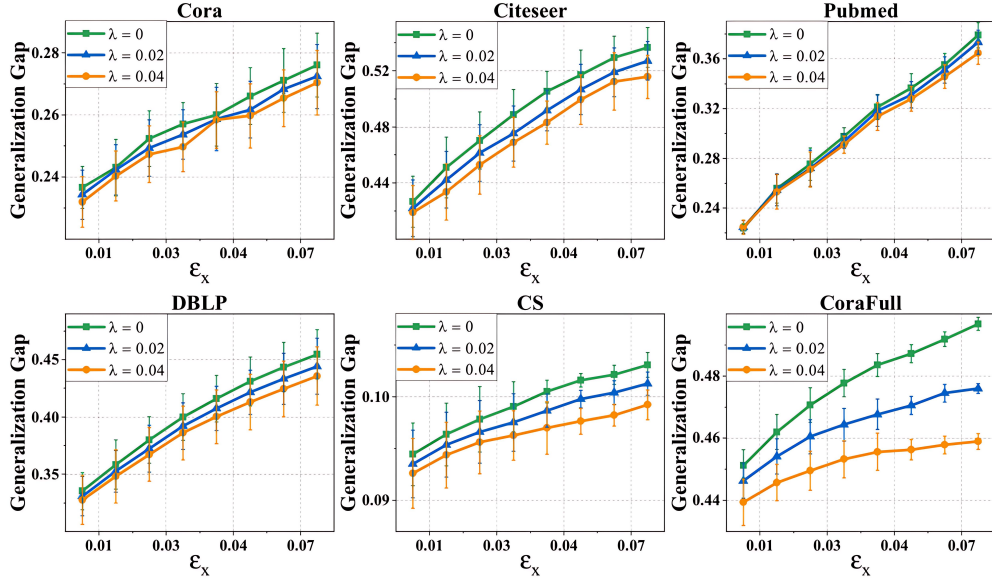 Cora
Generalization Gap
0.28
0.26
0.24
λ = 0
λ = 0.02
λ = 0.04
0.01
0.03
0.04
0.07
εx
Citeseer
Generalization Gap
0.52
0.48
0.44
λ = 0
λ = 0.02
λ = 0.04
0.01
0.03
0.04
0.07
εx
Pubmed
Generalization Gap
0.36
0.32
0.28
0.24
λ = 0
λ = 0.02
λ = 0.04
0.01
0.03
0.04
0.07
εx
DBLP
Generalization Gap
0.45
0.40
0.35
λ = 0
λ = 0.02
λ = 0.04
0.01
0.03
0.04
0.07
εx
CS
Generalization Gap
0.10
0.09
λ = 0
λ = 0.02
λ = 0.04
0.01
0.03
0.04
0.07
εx
CoraFull
Generalization Gap
0.48
0.46
0.44
λ = 0
λ = 0.02
λ = 0.04
0.01
0.03
0.04
0.07
εx